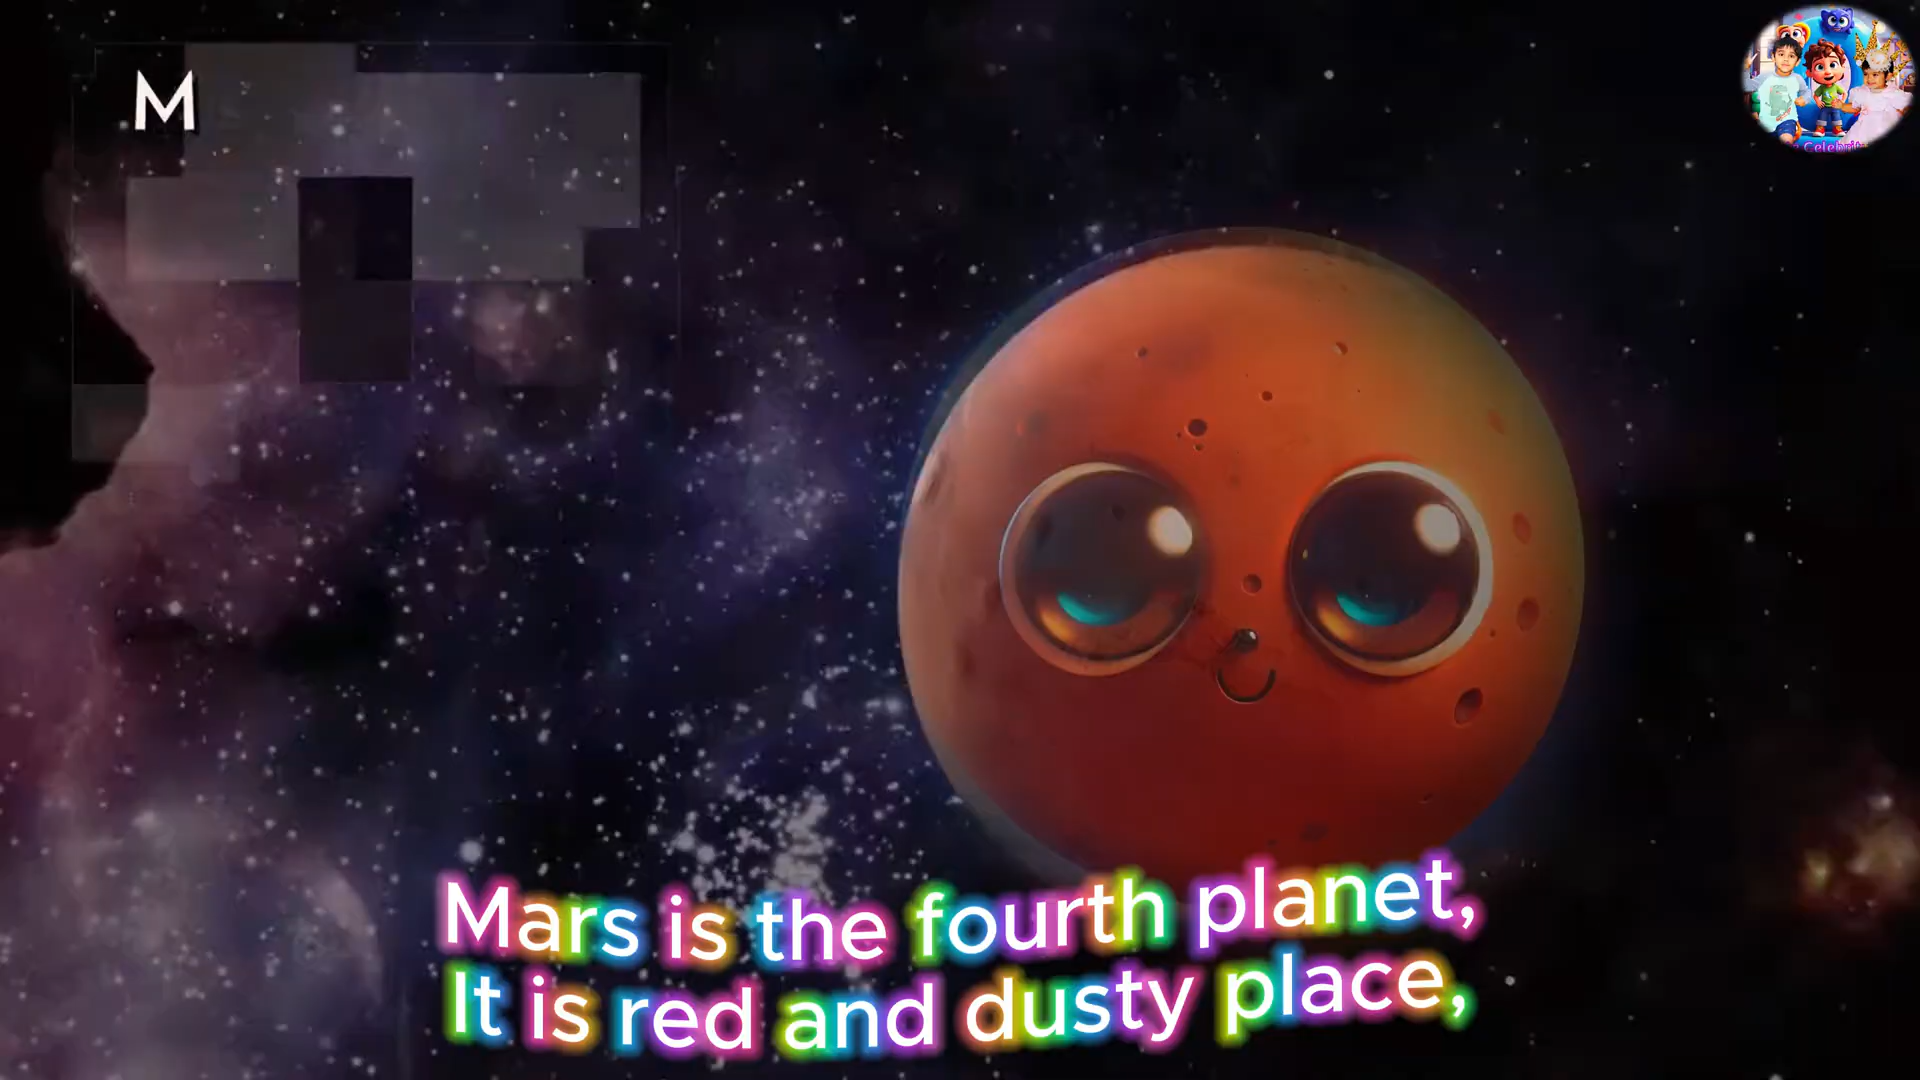 M
Mars is the fourth planet,
It is red and dusty place,